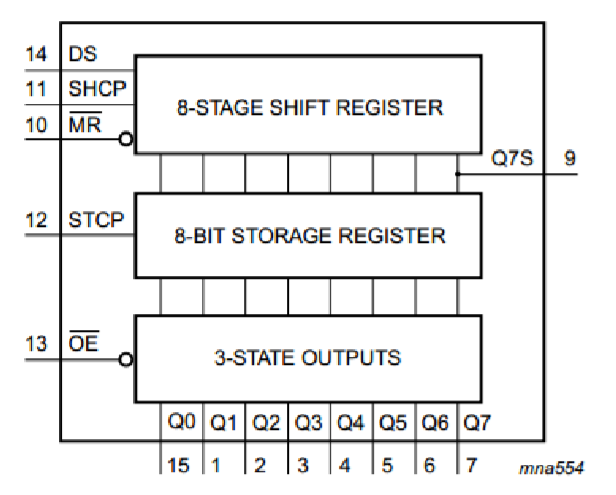 14 DS
11 SHCP
8-STAGE SHIFT REGISTER
10 MR
Q7S 9
12 STCP
8-BIT STORAGE REGISTER
13 OE
3-STATE OUTPUTS
Q0 Q1 Q2 Q3 Q4 Q5 Q6 Q7
15 1 2 3 4 5 6 7
mna554